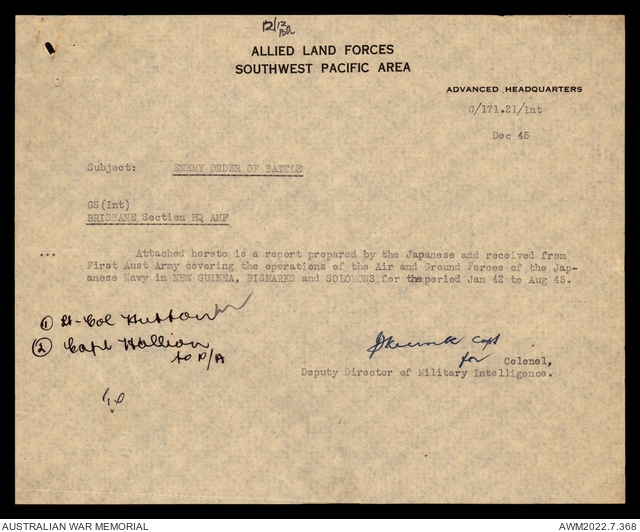 12/12
ALLIED LAND FORCES
SOUTHWEST PACIFIC AREA
ADVANCED HEADQUARTERS
G/171.21/Int
Dec 45
Subject: ENEMY ORDER OF BATTLE
GS(Int)
BRISBANE Section HQ AMF
... Attached hereto is a report prepared by the Japanese and received from
First Aust Army covering the operations of the Air and Ground Forces of the Jap-
anese Navy in NEW GUINEA, BISMARKS and SOLOMONS for the period Jan 42 to Aug 45.
① Lt-Col Hutton
② Capt Hallion
to P/A
Capt
for Colonel,
Deputy Director of Military Intelligence.
AUSTRALIAN WAR MEMORIAL
AWM2022.7.368